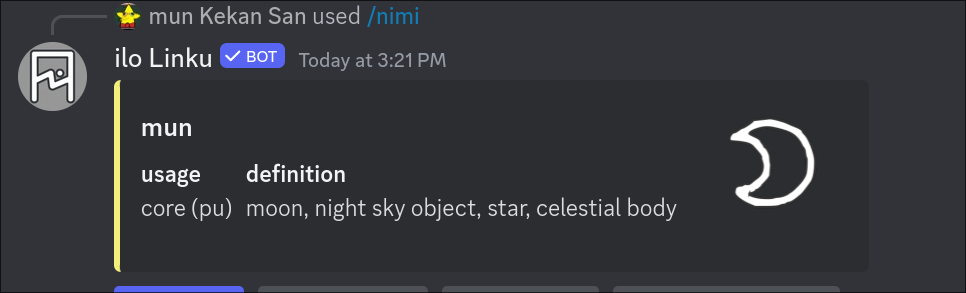 mun Kekan San used /nimi
ilo Linku BOT Today at 3:21 PM
mun
usage definition
core (pu) moon, night sky object, star, celestial body